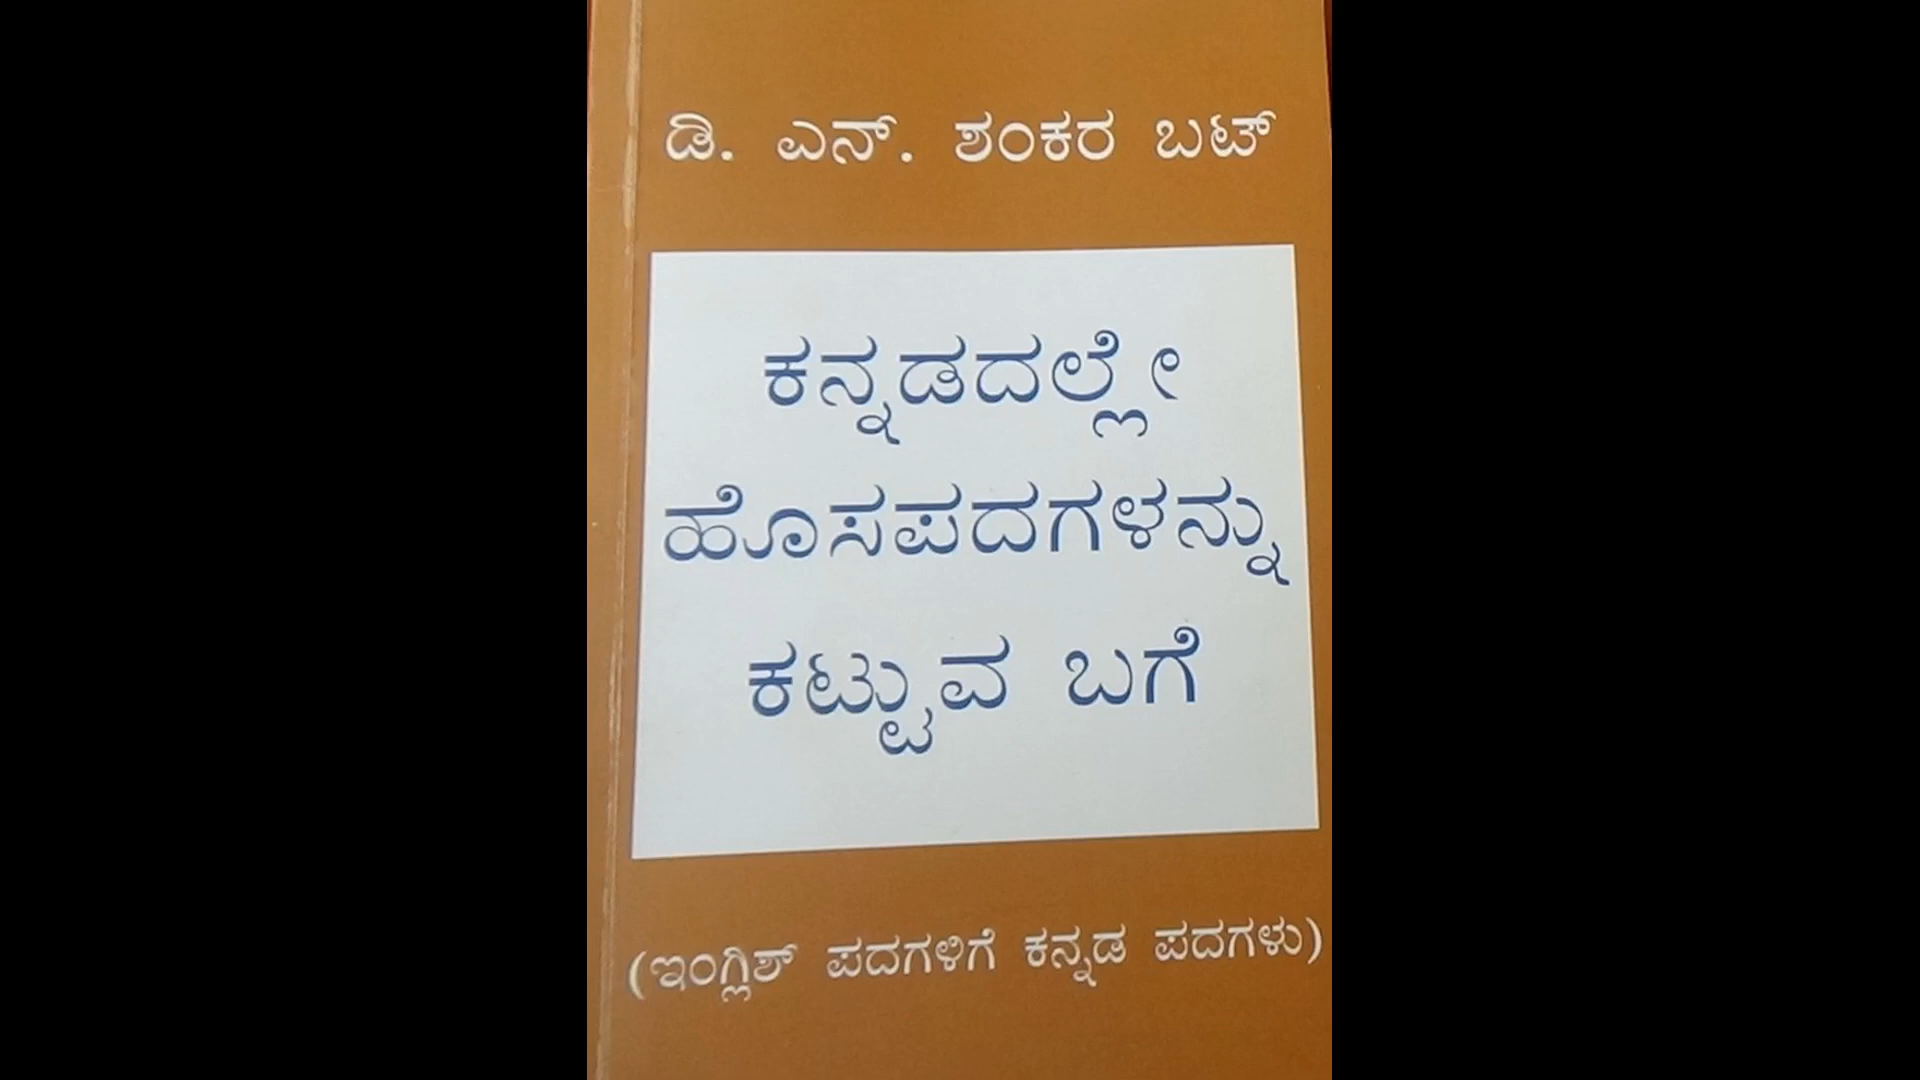 ಡಿ. ಎನ್. ಶಂಕರ ಬಟ್
ಕನ್ನಡದಲ್ಲೇ
ಹೊಸಪದಗಳನ್ನು
ಕಟ್ಟುವ ಬಗೆ
(ಇಂಗ್ಲಿಶ್ ಪದಗಳಿಗೆ ಕನ್ನಡ ಪದಗಳು)